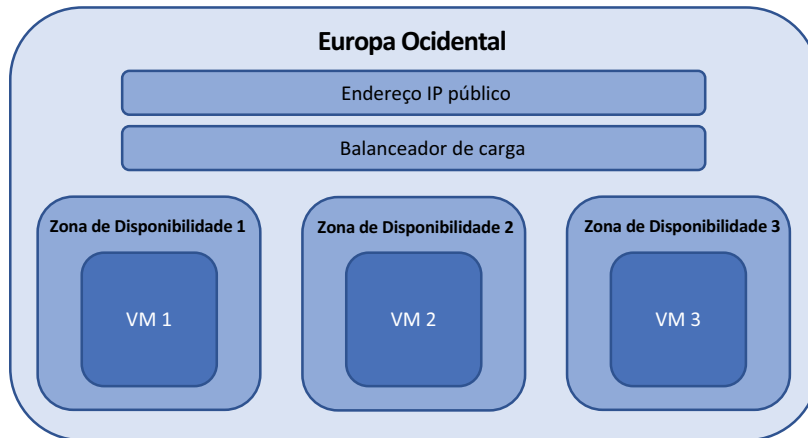 Europa Ocidental
Endereço IP público
Balanceador de carga
Zona de Disponibilidade 1
Zona de Disponibilidade 2
Zona de Disponibilidade 3
VM 1
VM 2
VM 3